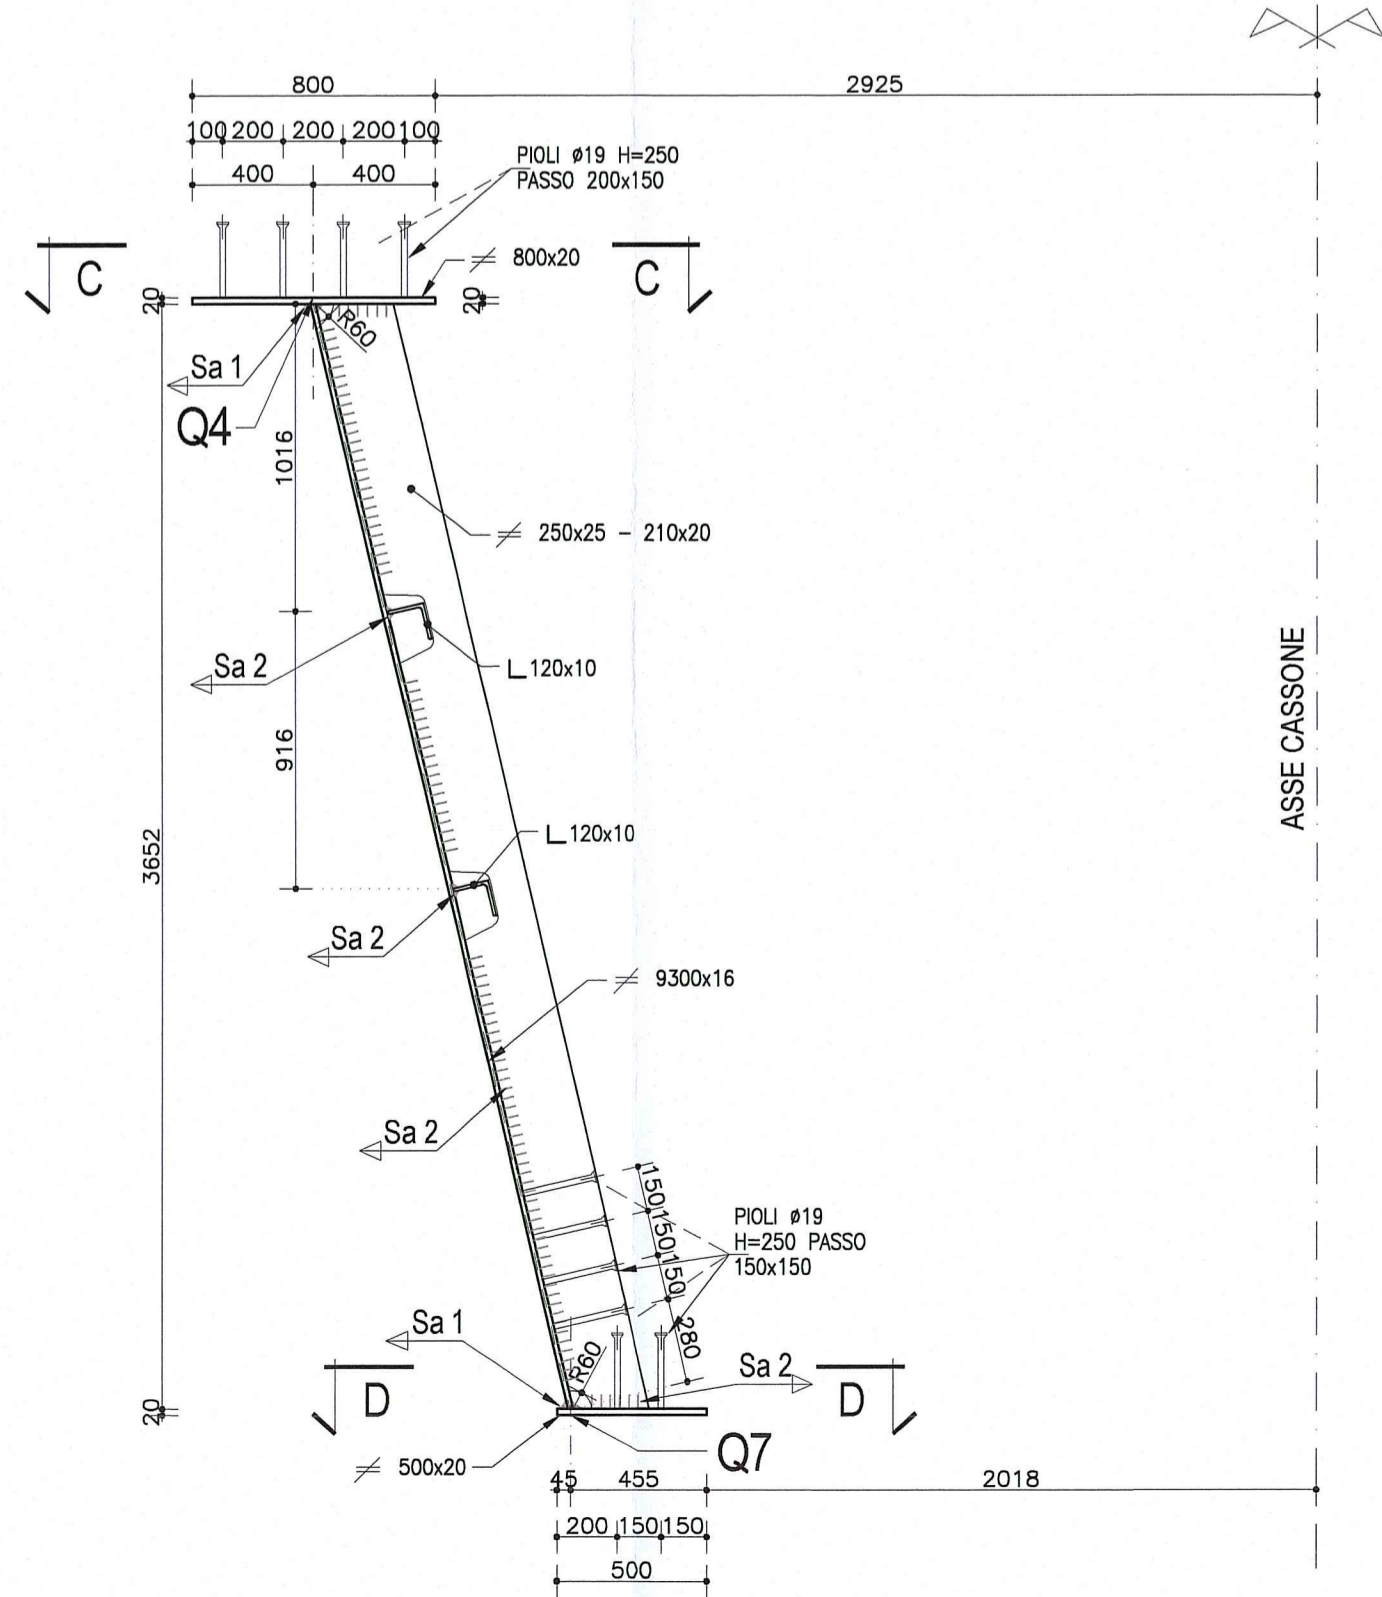 800
2925
100 200 200 200 100
PIOLI ø19 H=250
PASSO 200x150
400 400
C
800x20
C
20
20
R60
Sa 1
Q4
1016
250x25 - 210x20
Sa 2
L 120x10
916
ASSE CASSONE
L 120x10
3652
Sa 2
9300x16
Sa 2
150 150 150 280
PIOLI ø19
H=250 PASSO
150x150
Sa 1
R60
Sa 2
D
D
20
Q7
500x20
45 455 2018
200 150 150
500